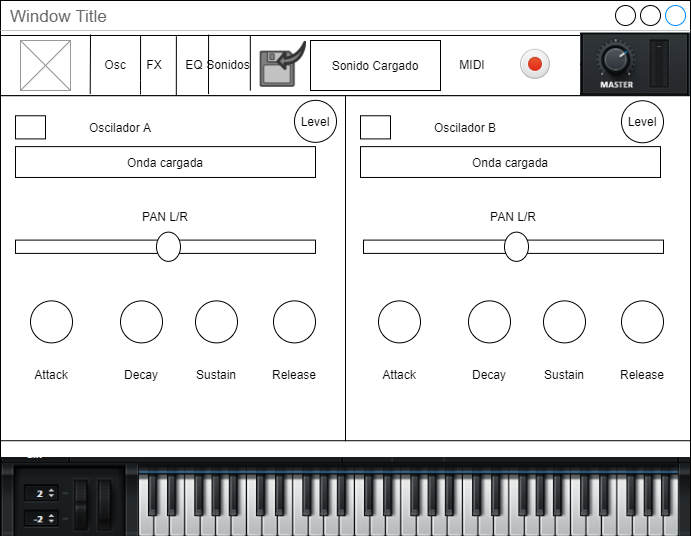 Window Title
Osc
FX
EQ
Sonidos
Sonido Cargado
MIDI
MASTER
Oscilador A
Level
Oscilador B
Level
Onda cargada
Onda cargada
PAN L/R
PAN L/R
Attack
Decay
Sustain
Release
Attack
Decay
Sustain
Release
2
-2